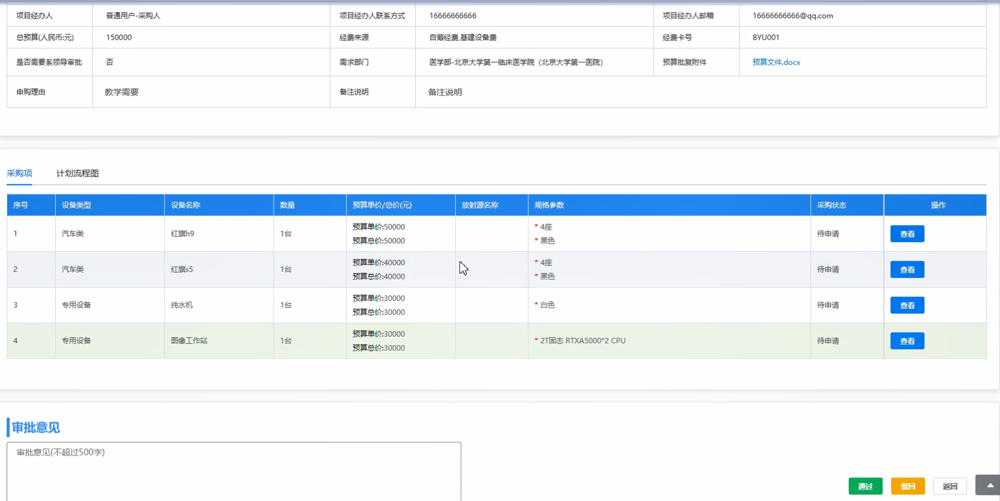 项目经办人 普通用户-采购人 项目经办人联系方式 16666666666 项目经办人邮箱 16666666666@qq.com
总预算(人民币:元) 150000 经费来源 自筹经费,基建设备费 经费卡号 BYU001
是否需要系领导审批 否 需求部门 医学部-北京大学第一临床医学院（北京大学第一医院） 预算批复附件 预算文件.docx
申购理由 教学需要 备注说明 备注说明
采购项 计划流程图
序号 设备类型 设备名称 数量 预算单价/总价(元) 放射源名称 规格参数 采购状态 操作
1 汽车类 红旗h9 1台 预算单价:50000 * 4座 待申请 查看
预算总价:50000 * 黑色
2 汽车类 红旗s5 1台 预算单价:40000 * 4座 待申请 查看
预算总价:40000 * 黑色
3 专用设备 纯水机 1台 预算单价:30000 * 白色 待申请 查看
预算总价:30000
4 专用设备 图像工作站 1台 预算单价:30000 * 2T固态 RTXA5000*2 CPU 待申请 查看
预算总价:30000
审批意见
审批意见(不超过500字)
通过 驳回 返回